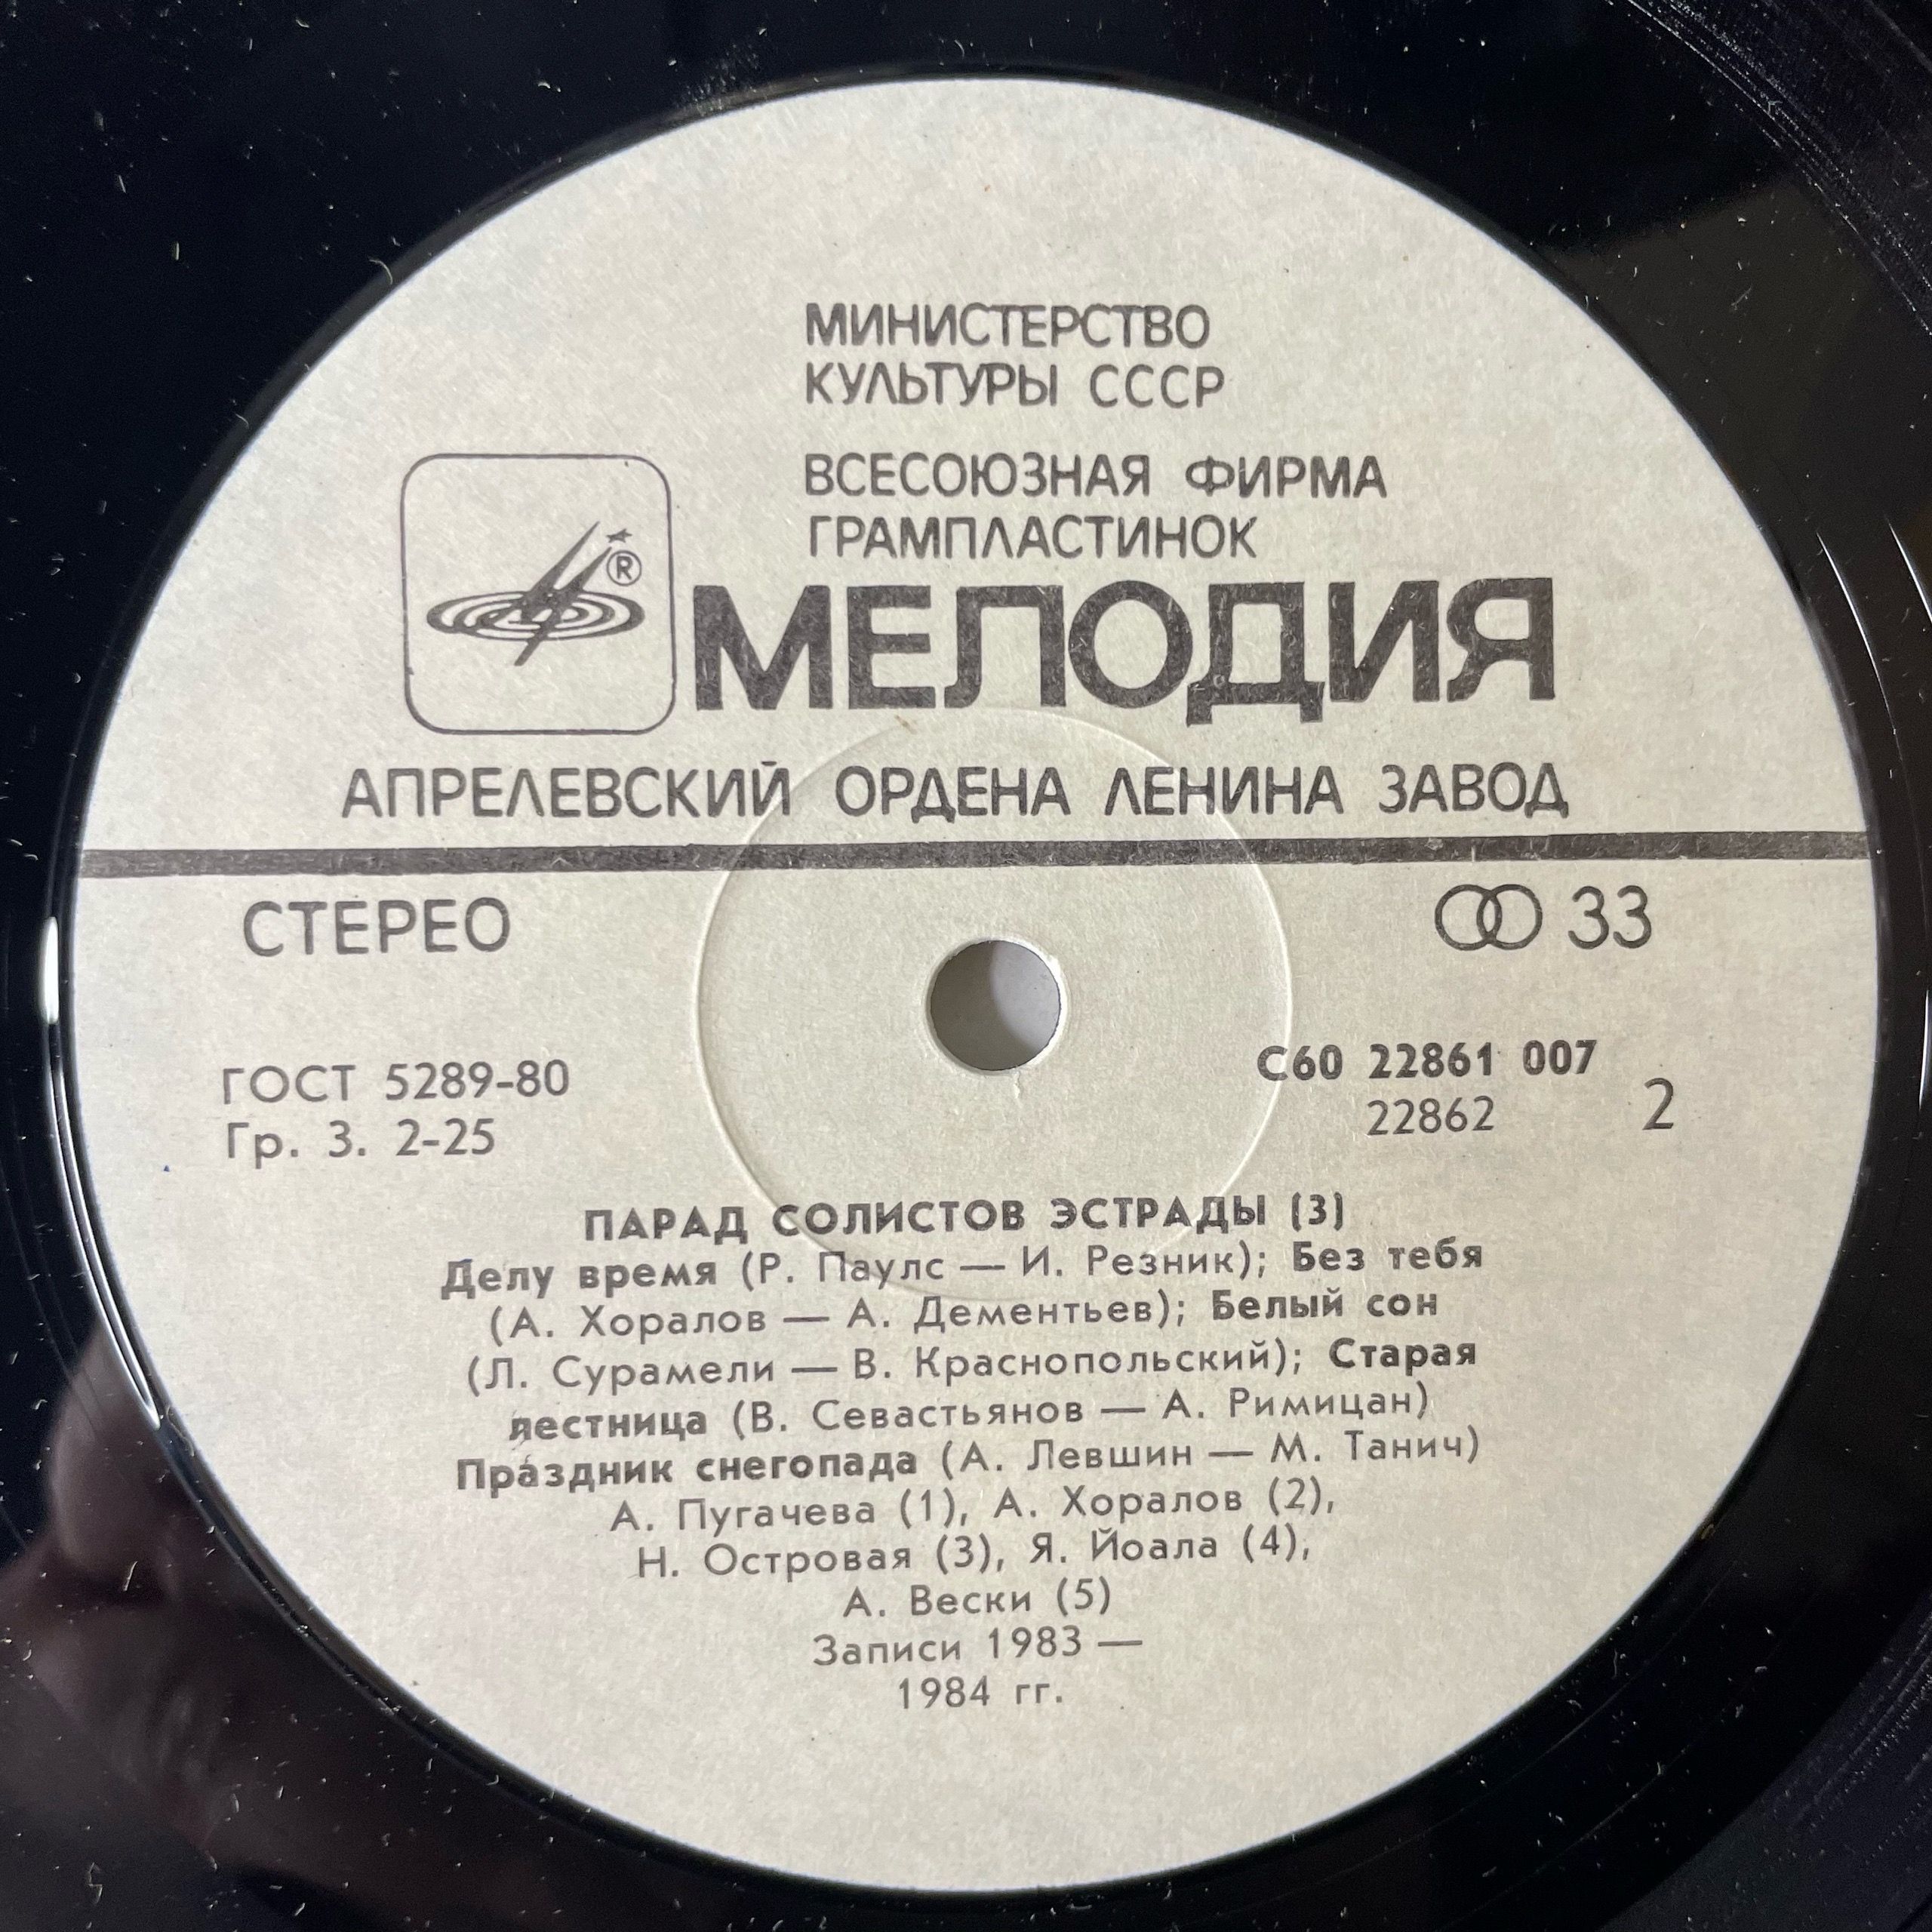 МИНИСТЕРСТВО
КУЛЬТУРЫ СССР
ВСЕСОЮЗНАЯ ФИРМА
ГРАМПЛАСТИНОК
®
МЕЛОДИЯ
АПРЕЛЕВСКИЙ ОРДЕНА ЛЕНИНА ЗАВОД
СТЕРЕО
33
ГОСТ 5289-80
Гр. 3. 2-25
С60 22861 007
22862
2
ПАРАД СОЛИСТОВ ЭСТРАДЫ (3)
Делу время (Р. Паулс — И. Резник); Без тебя
(А. Хоралов — А. Дементьев); Белый сон
(Л. Сурамели — В. Краснопольский); Старая
лестница (В. Севастьянов — А. Римицан)
Праздник снегопада (А. Левшин — М. Танич)
А. Пугачева (1), А. Хоралов (2),
Н. Островая (3), Я. Йоала (4),
А. Вески (5)
Записи 1983 —
1984 гг.